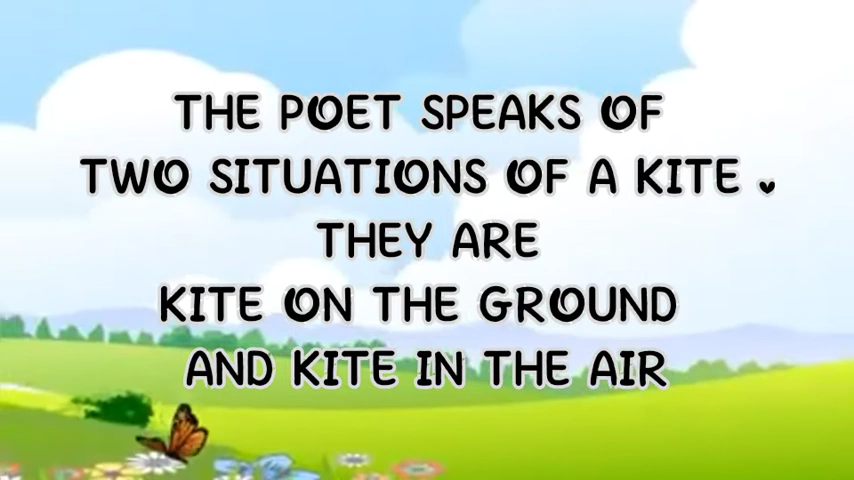 THE POET SPEAKS OF
TWO SITUATIONS OF A KITE .
THEY ARE
KITE ON THE GROUND
AND KITE IN THE AIR